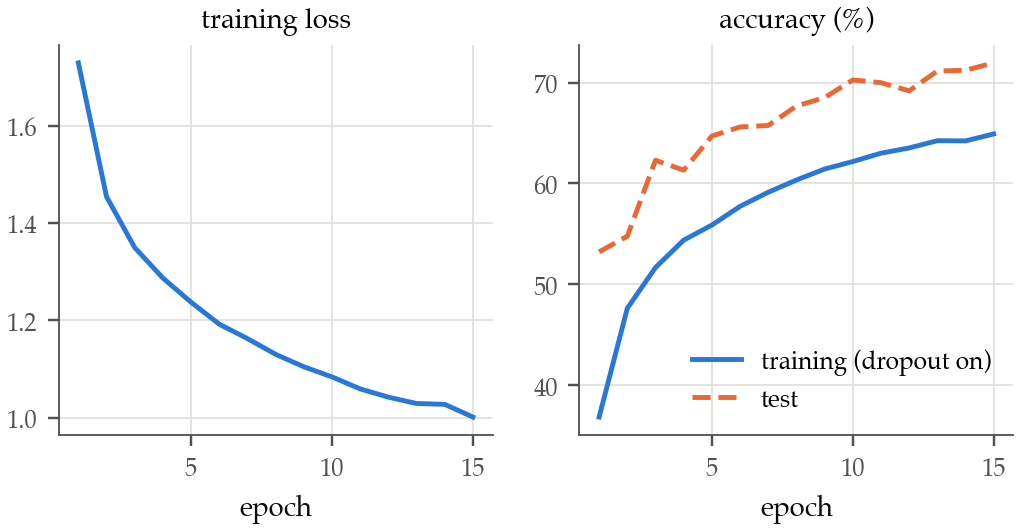 training loss
1.6
1.4
1.2
1.0
5 10 15
epoch
accuracy (%)
70
60
50
40
training (dropout on)
test
5 10 15
epoch